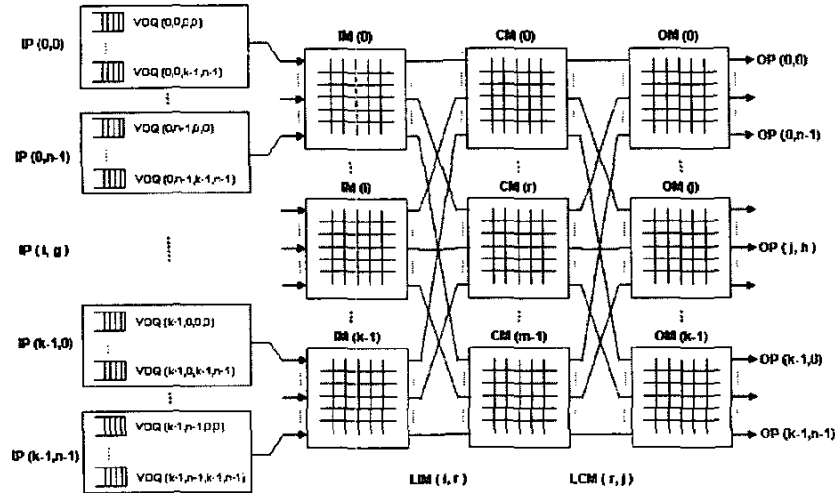 IM (0)
CM (0)
OM (0)
IP (0,0)
VOQ (0,0,0,0)
VOQ (0,0,k-1,n-1)
OP (0,0)
IP (0,n-1)
VOQ (0,n-1,0,0)
VOQ (0,n-1,k-1,n-1)
OP (0,n-1)
IM (i)
CM (r)
OM (j)
IP (i, g)
OP (j, h)
IP (k-1,0)
VOQ (k-1,0,0,0)
VOQ (k-1,0,k-1,n-1)
IM (k-1)
CM (m-1)
OM (k-1)
OP (k-1,0)
IP (k-1,n-1)
VOQ (k-1,n-1,0,0)
VOQ (k-1,n-1,k-1,n-1)
OP (k-1,n-1)
LIM (i, r)
LCM (r, j)